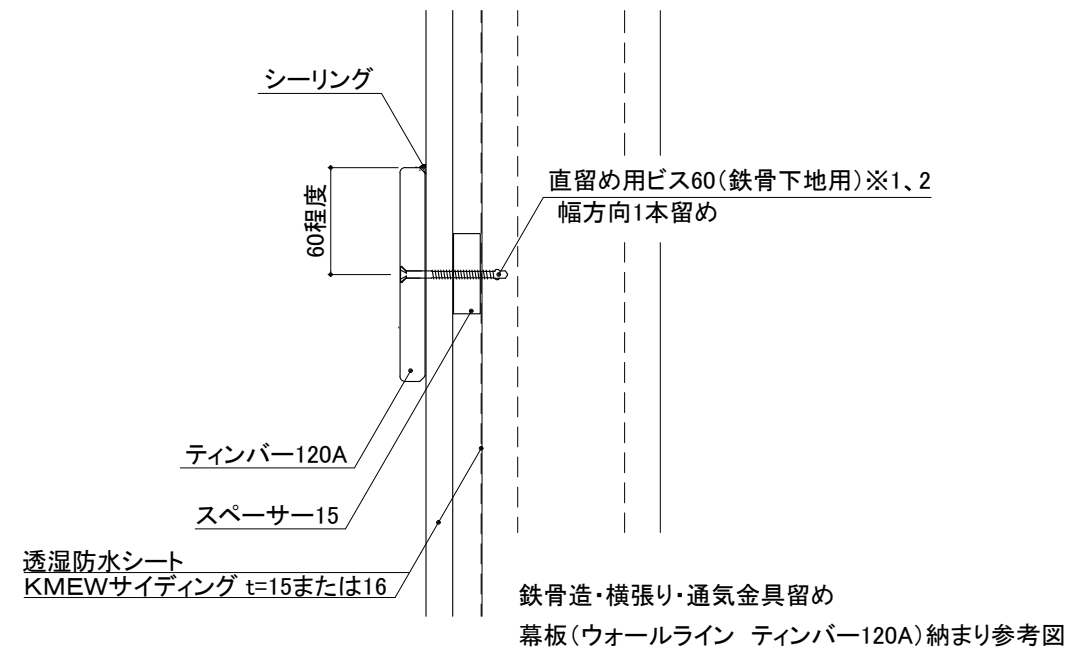 シーリング
60程度
直留め用ビス60（鉄骨下地用）※1、2
幅方向1本留め
ティンバー120A
スペーサー15
透湿防水シート
ＫＭＥＷサイディング t=15または16
鉄骨造・横張り・通気金具留め
幕板（ウォールライン　ティンバー120A）納まり参考図